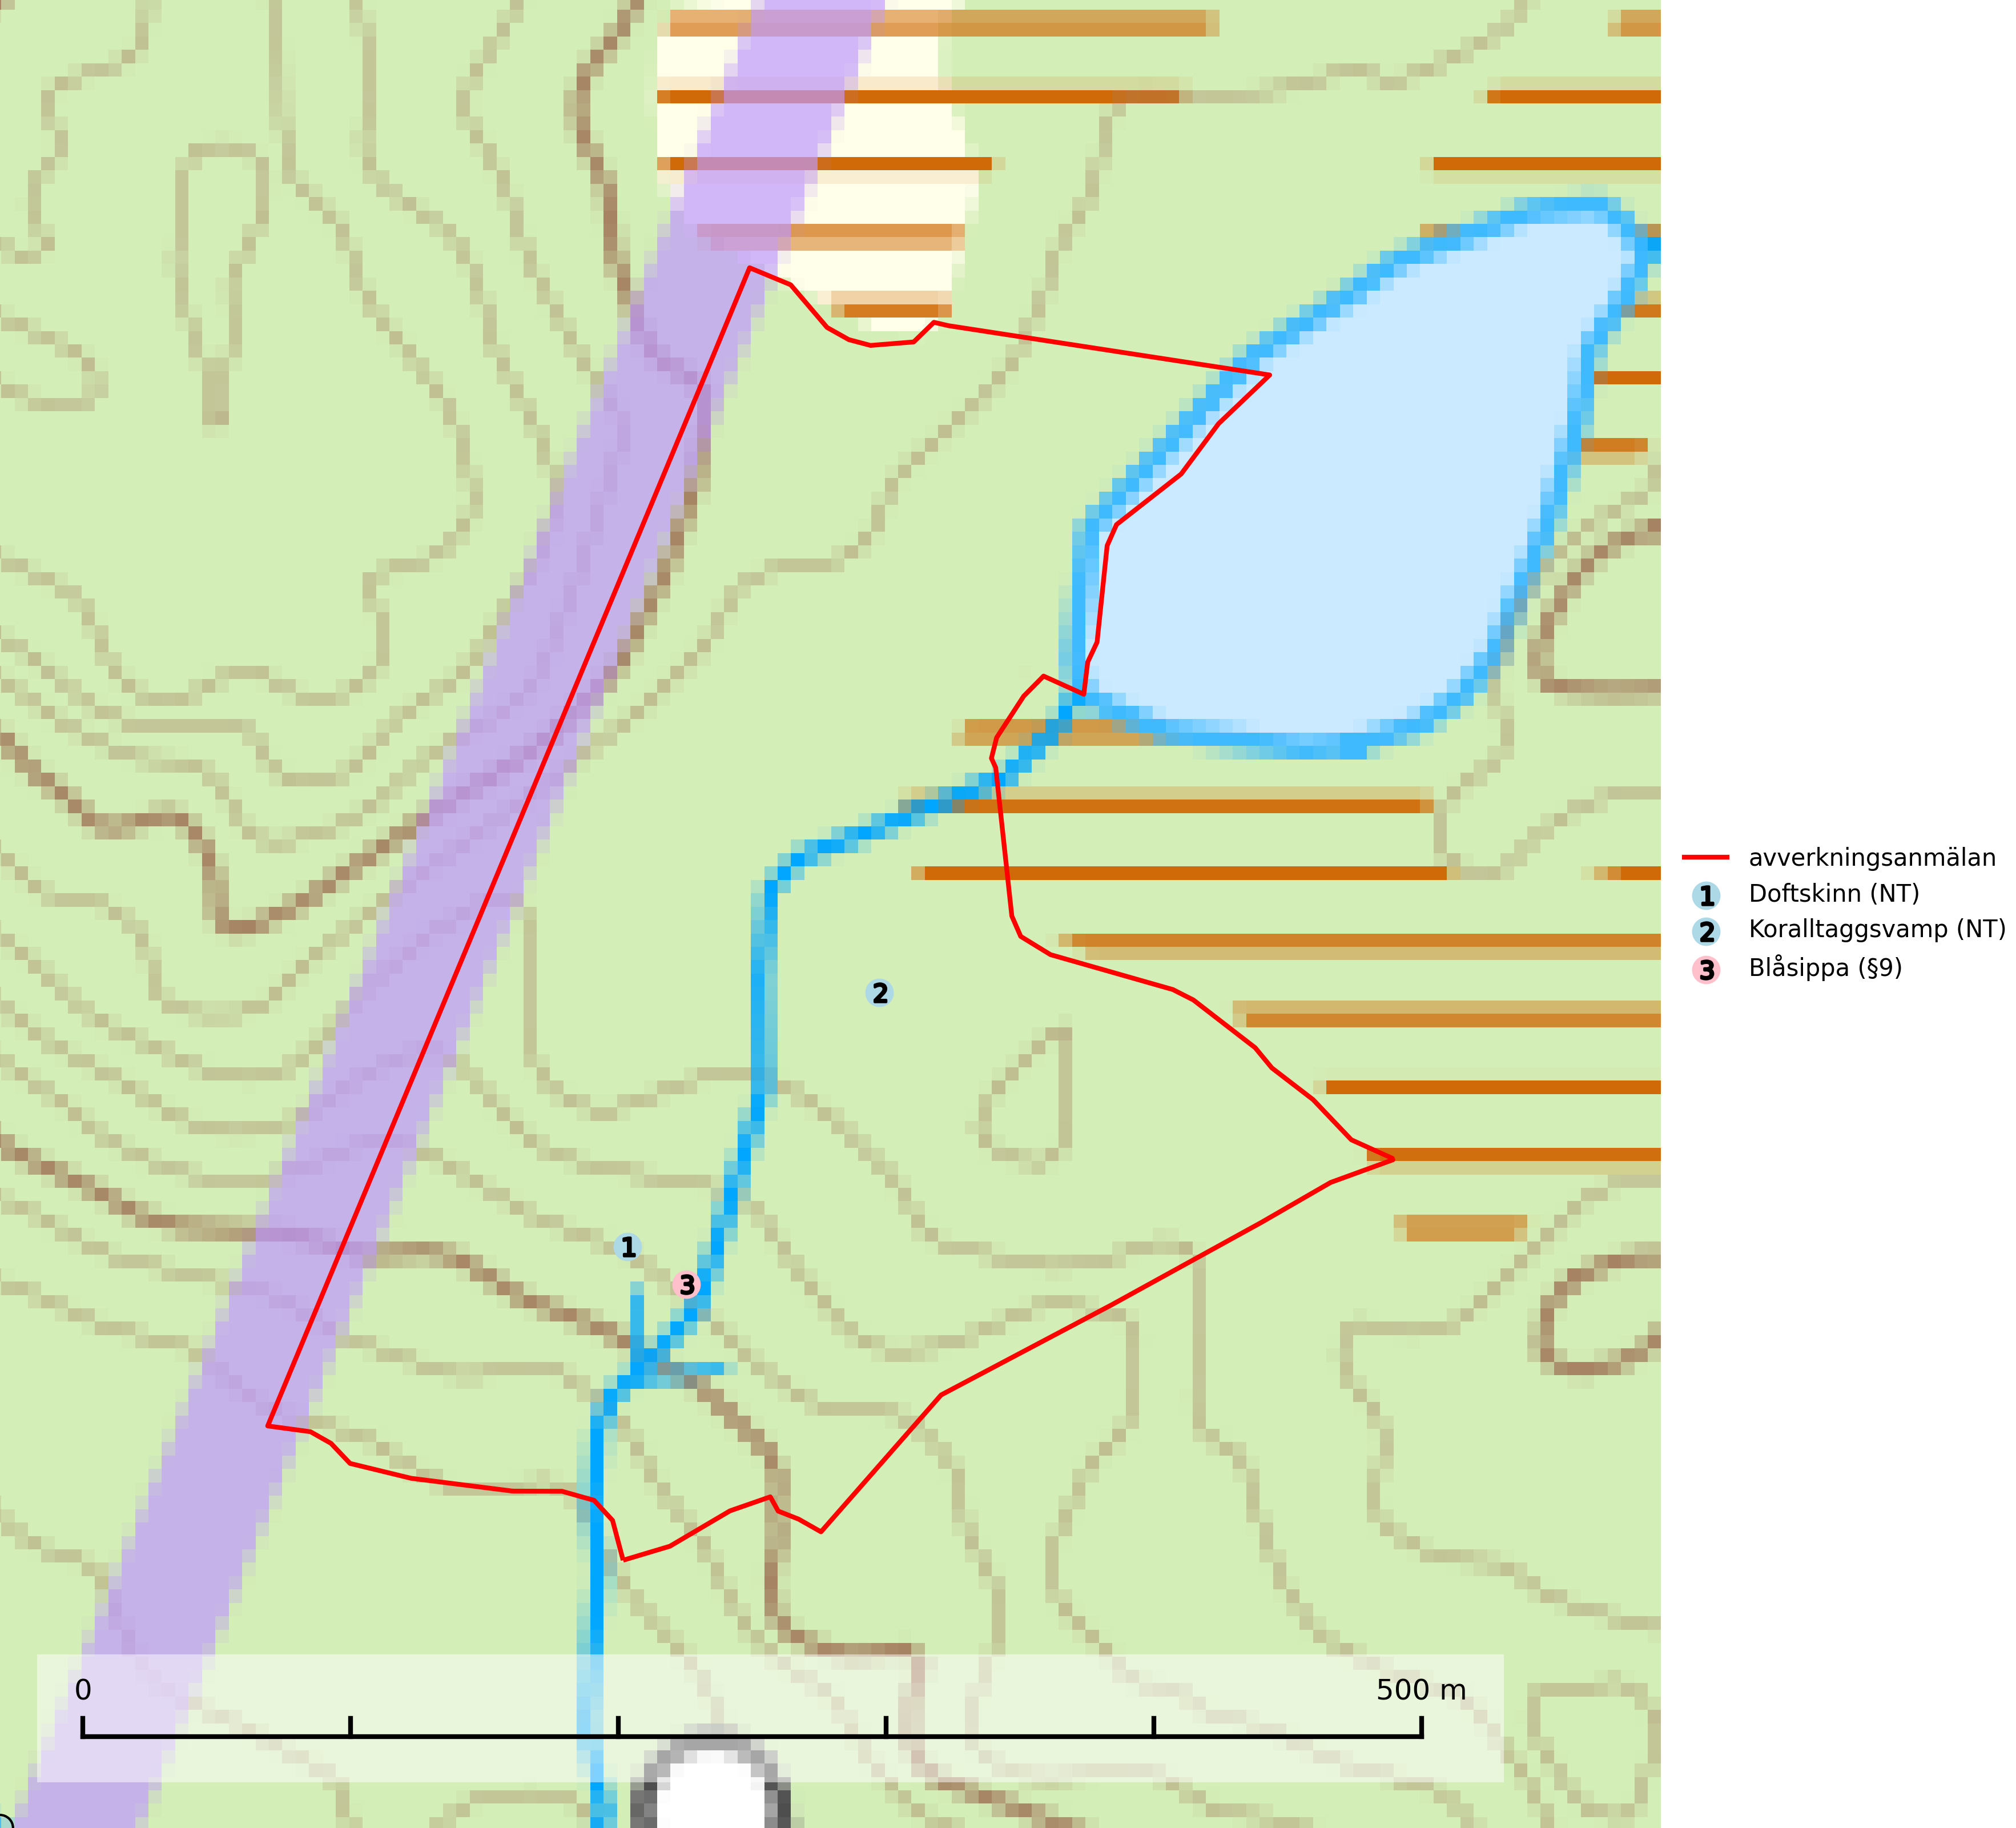 avverkningsanmälan
1 Doftskinn (NT)
2 Koralltaggsvamp (NT)
3 Blåsippa (§9)
2
1
3
0 500 m